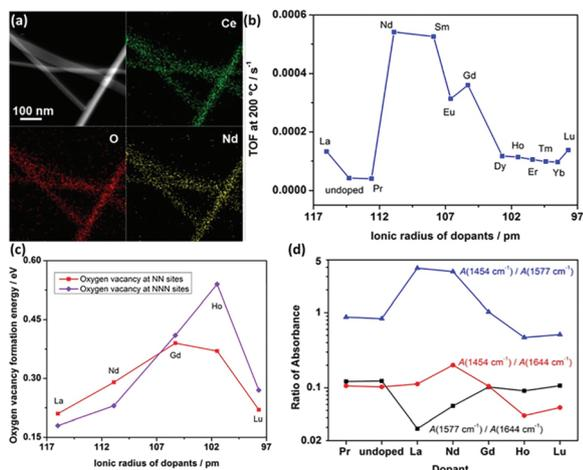 (a)
Ce
100 nm
O
Nd
(b)
0.0006
0.0004
0.0002
0.0000
TOF at 200 °C / s⁻¹
La
undoped
Pr
Nd
Sm
Eu
Gd
Dy
Ho
Er
Tm
Yb
Lu
117
112
107
102
97
Ionic radius of dopants / pm
(c)
0.60
0.45
0.30
0.15
Oxygen vacancy formation energy / eV
Oxygen vacancy at NN sites
Oxygen vacancy at NNN sites
La
Nd
Gd
Ho
Lu
117
112
107
102
97
Ionic radius of dopants / pm
(d)
5
1
0.1
0.02
Ratio of Absorbance
A(1454 cm⁻¹) / A(1577 cm⁻¹)
A(1454 cm⁻¹) / A(1644 cm⁻¹)
A(1577 cm⁻¹) / A(1644 cm⁻¹)
Pr undoped La Nd Gd Ho Lu
Dopant